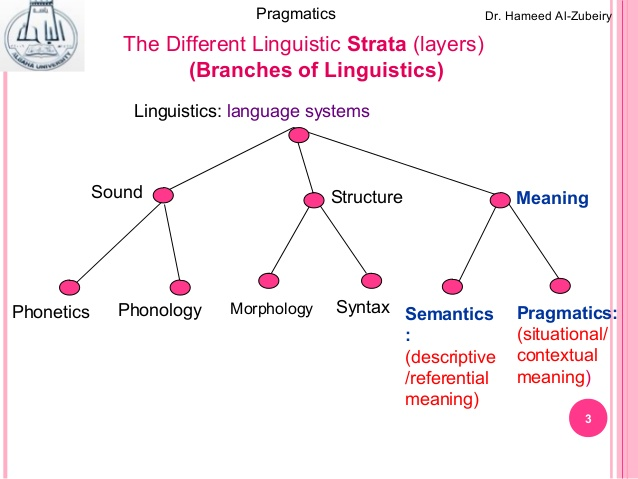 Pragmatics
Dr. Hameed Al-Zubeiry
The Different Linguistic Strata (layers)
(Branches of Linguistics)
Linguistics: language systems
Sound
Structure
Meaning
Phonetics
Phonology
Morphology
Syntax
Semantics
:
(descriptive
/referential
meaning)
Pragmatics:
(situational/
contextual
meaning)
3